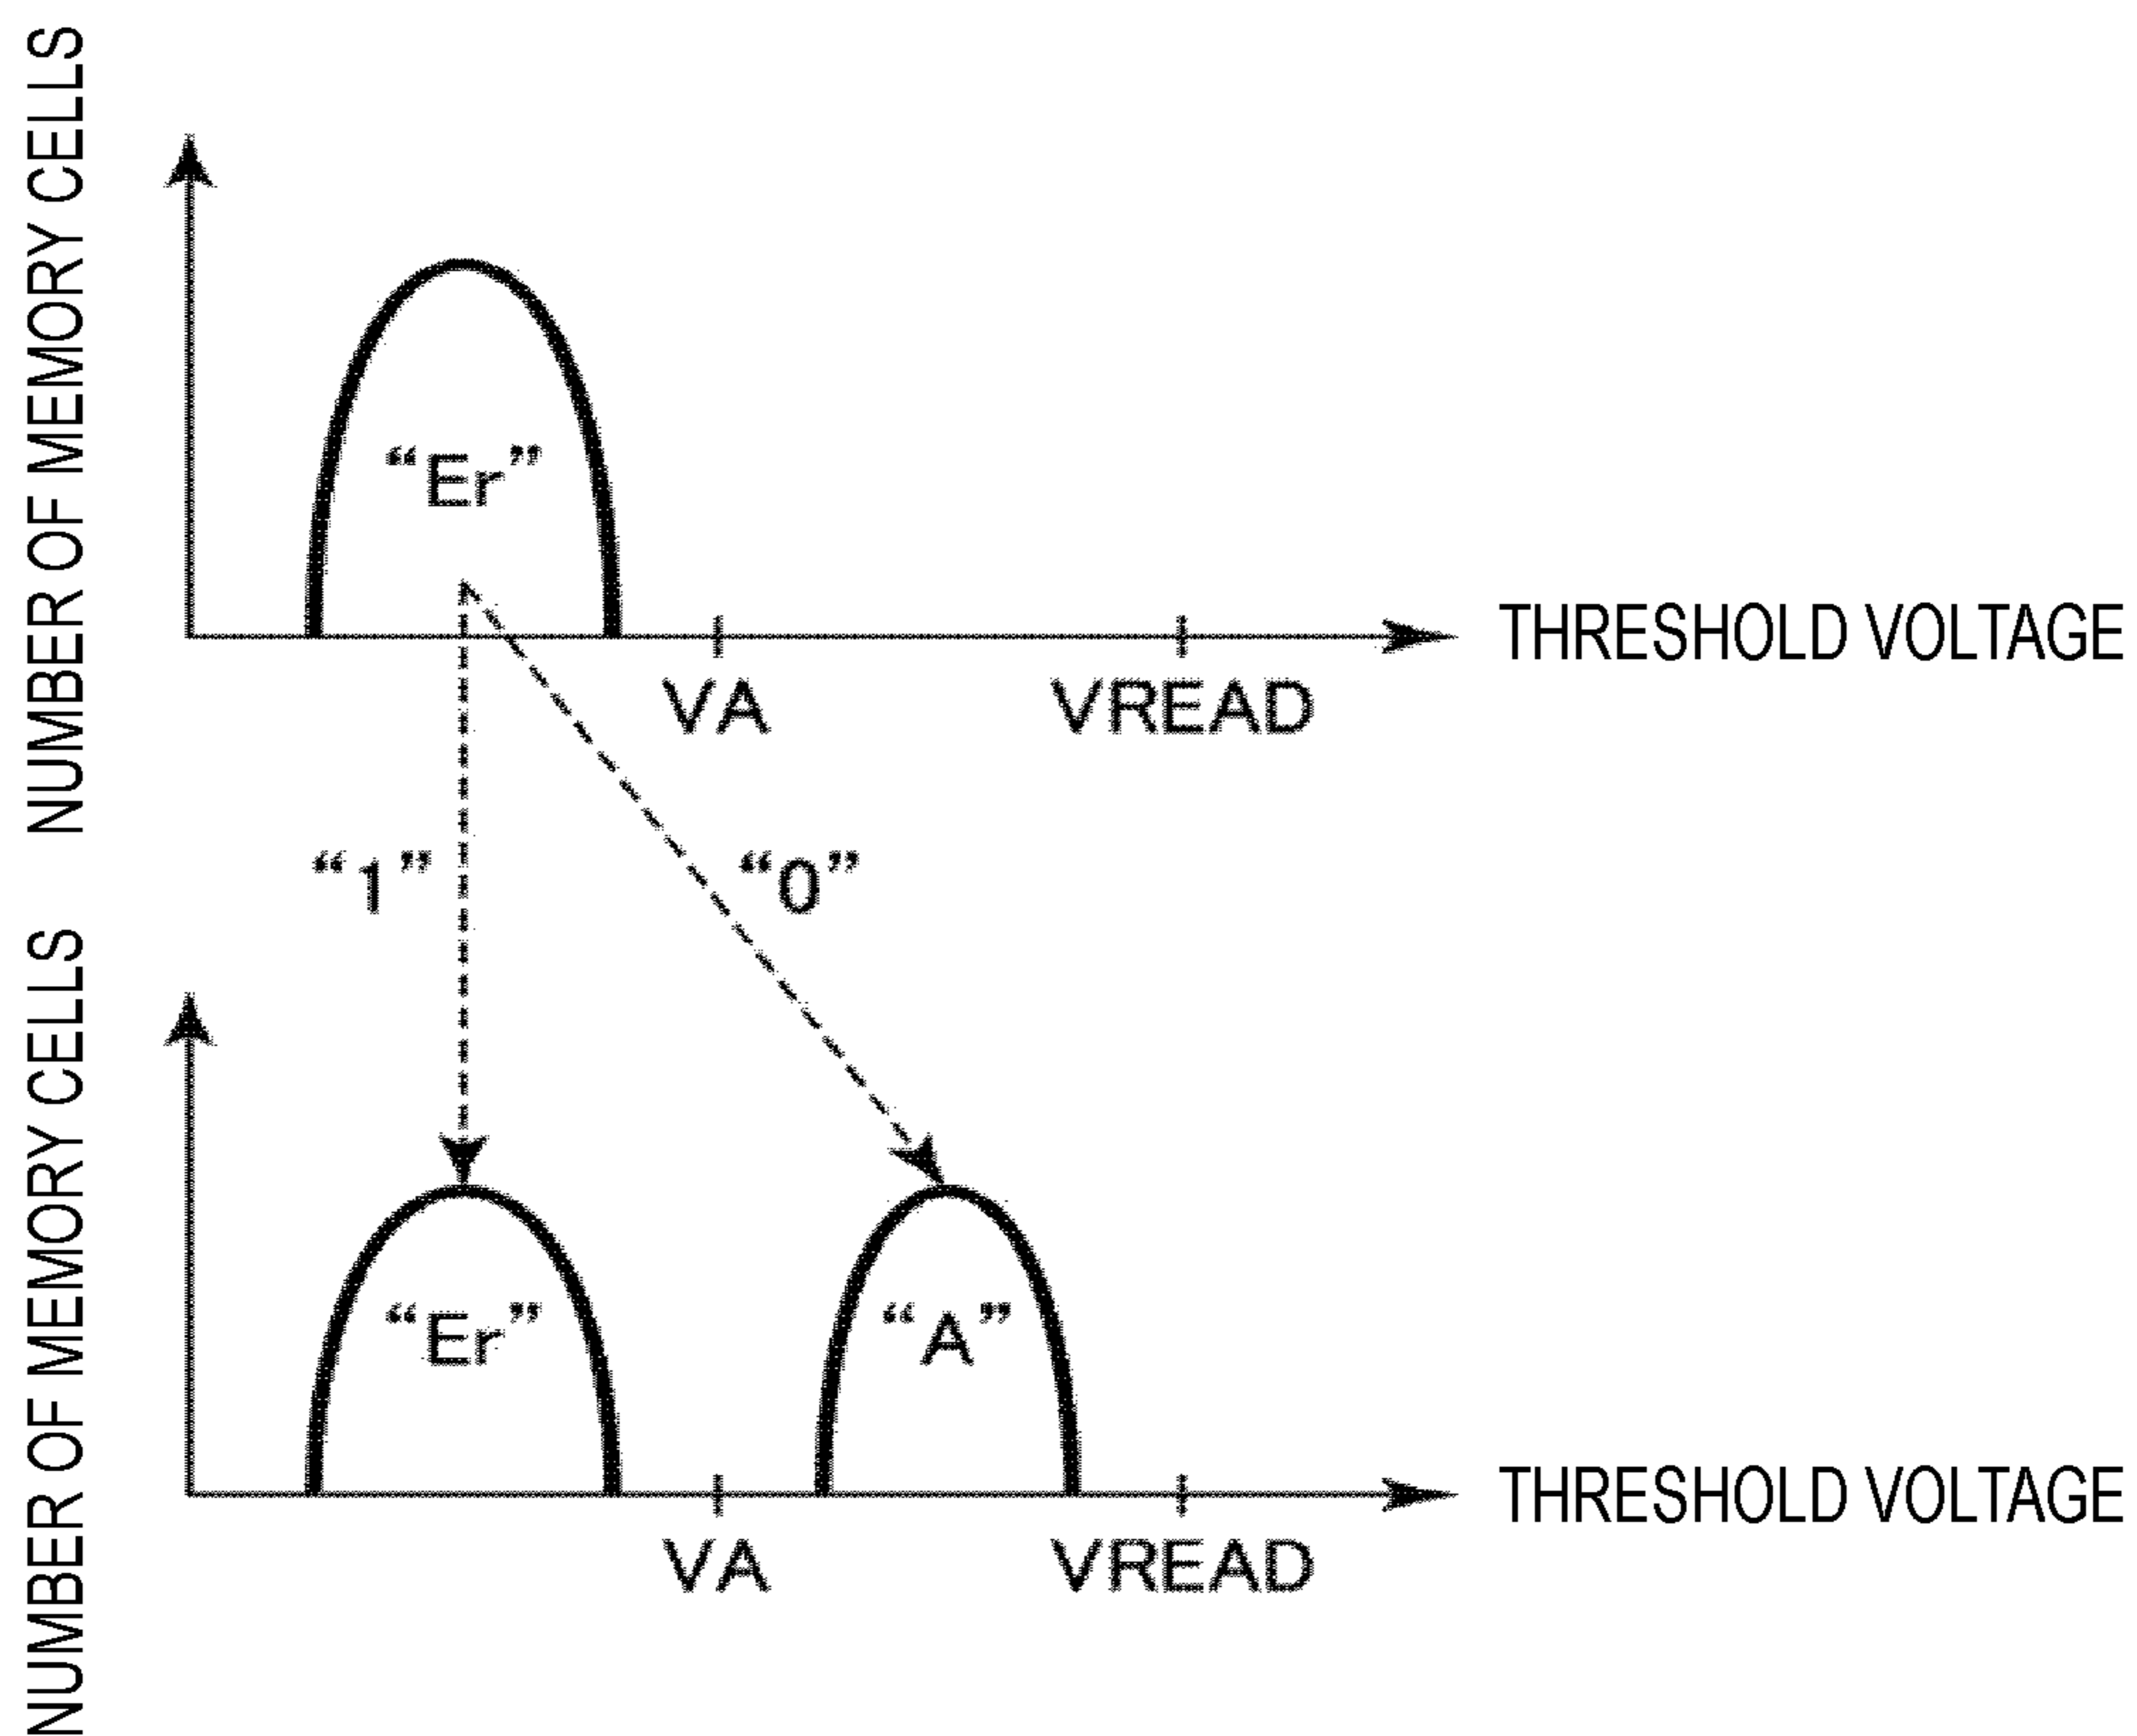 NUMBER OF MEMORY CELLS
“Er”
THRESHOLD VOLTAGE
VA
VREAD
“1”
“0”
NUMBER OF MEMORY CELLS
“Er”
“A”
THRESHOLD VOLTAGE
VA
VREAD